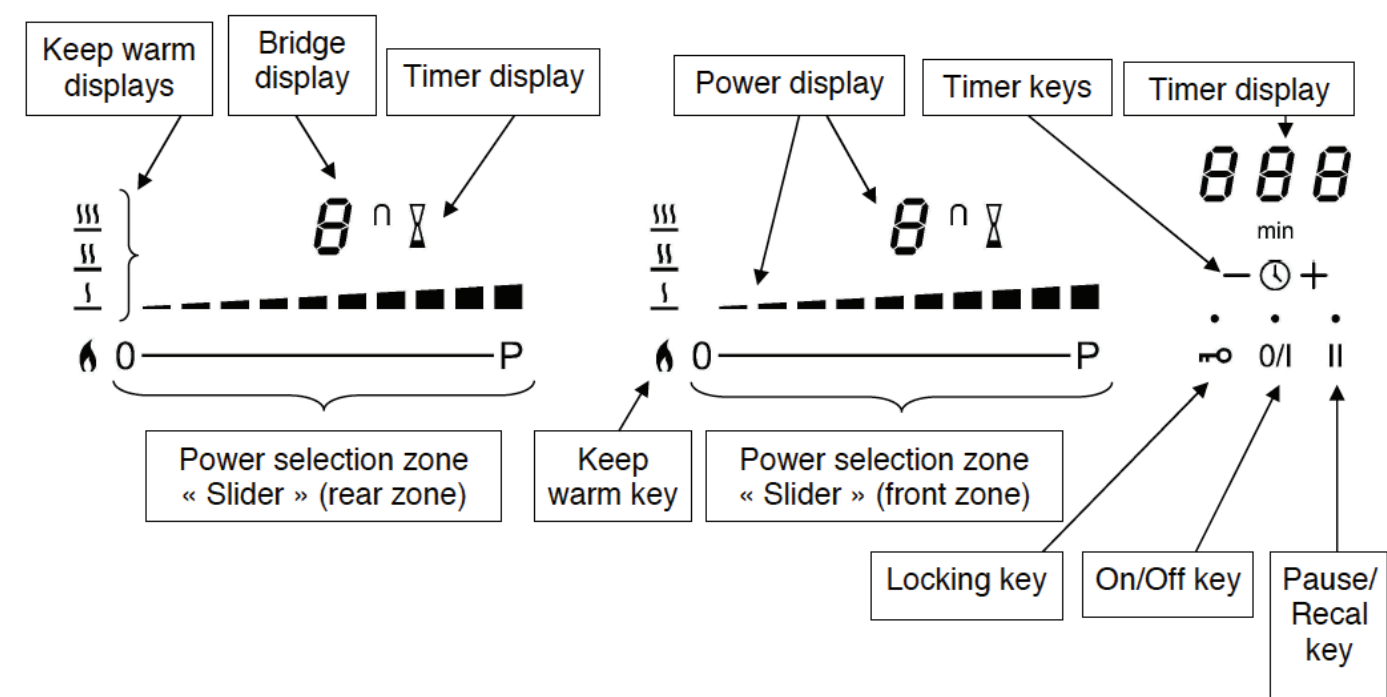 Keep warm
displays
Bridge
display
Timer display
Power display
Timer keys
Timer display
8
8
888
min
− +
0 P
0 P
0/I
II
Power selection zone
« Slider » (rear zone)
Keep
warm key
Power selection zone
« Slider » (front zone)
Locking key
On/Off key
Pause/
Recal
key